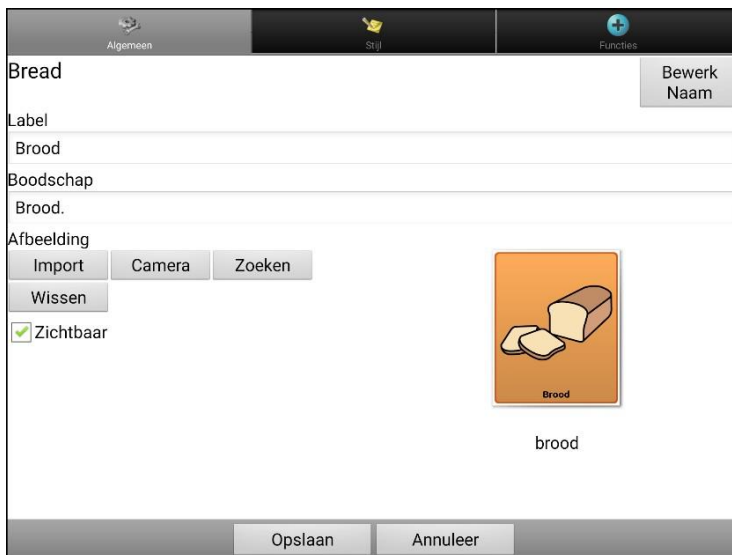 Algemeen
Stijl
Functies
Bread
Bewerk
Naam
Label
Brood
Boodschap
Brood.
Afbeelding
Import
Camera
Zoeken
Wissen
Zichtbaar
Brood
brood
Opslaan
Annuleer